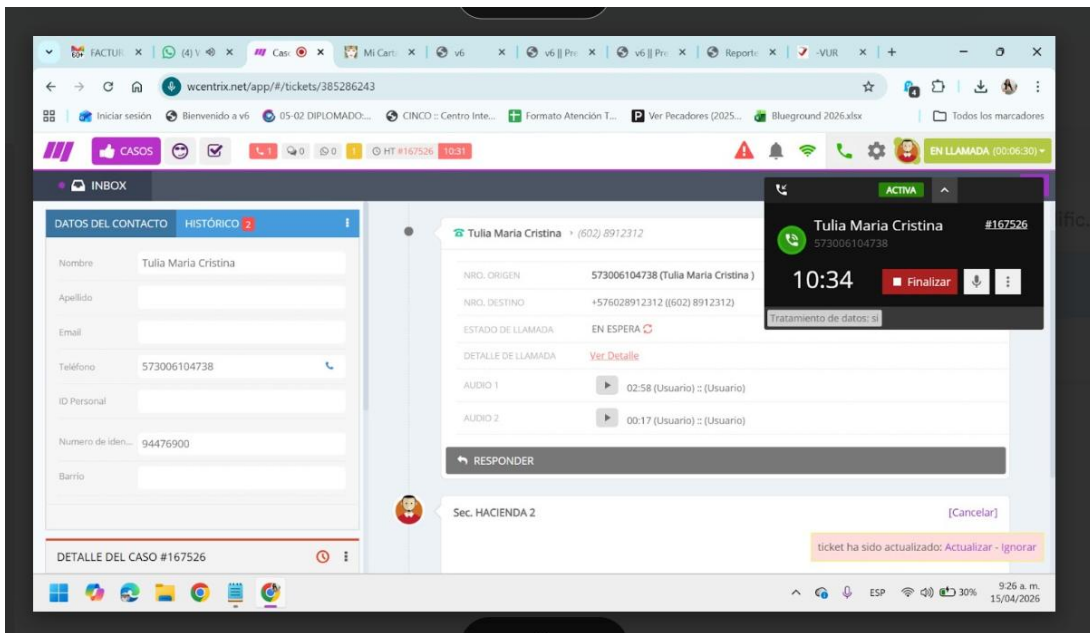 FACTUR
(4) V
Casc
Mi Cart
v6
v6 || Pre
v6 || Pre
Reporte
-VUR
wcentrix.net/app/#/tickets/385286243
Iniciar sesión
Bienvenido a v6
05-02 DIPLOMADO:...
CINCO :: Centro Inte...
Formato Atención T...
Ver Pecadores (2025...
Blueground 2026.xlsx
Todos los marcadores
CASOS
1
0
0
1
HT #167526
10:31
EN LLAMADA (00:06:30)
INBOX
ACTIVA
Tulia Maria Cristina
#167526
573006104738
10:34
Finalizar
Tratamiento de datos: si
DATOS DEL CONTACTO
HISTÓRICO 2
Nombre
Tulia Maria Cristina
Apellido
Email
Teléfono
573006104738
ID Personal
Numero de iden...
94476900
Barrio
DETALLE DEL CASO #167526
Tulia Maria Cristina
(602) 8912312
NRO. ORIGEN
573006104738 (Tulia Maria Cristina )
NRO. DESTINO
+576028912312 ((602) 8912312)
ESTADO DE LLAMADA
EN ESPERA
DETALLE DE LLAMADA
Ver Detalle
AUDIO 1
02:58 (Usuario) :: (Usuario)
AUDIO 2
00:17 (Usuario) :: (Usuario)
RESPONDER
Sec. HACIENDA 2
[Cancelar]
ticket ha sido actualizado: Actualizar - Ignorar
ESP
30%
9:26 a. m.
15/04/2026